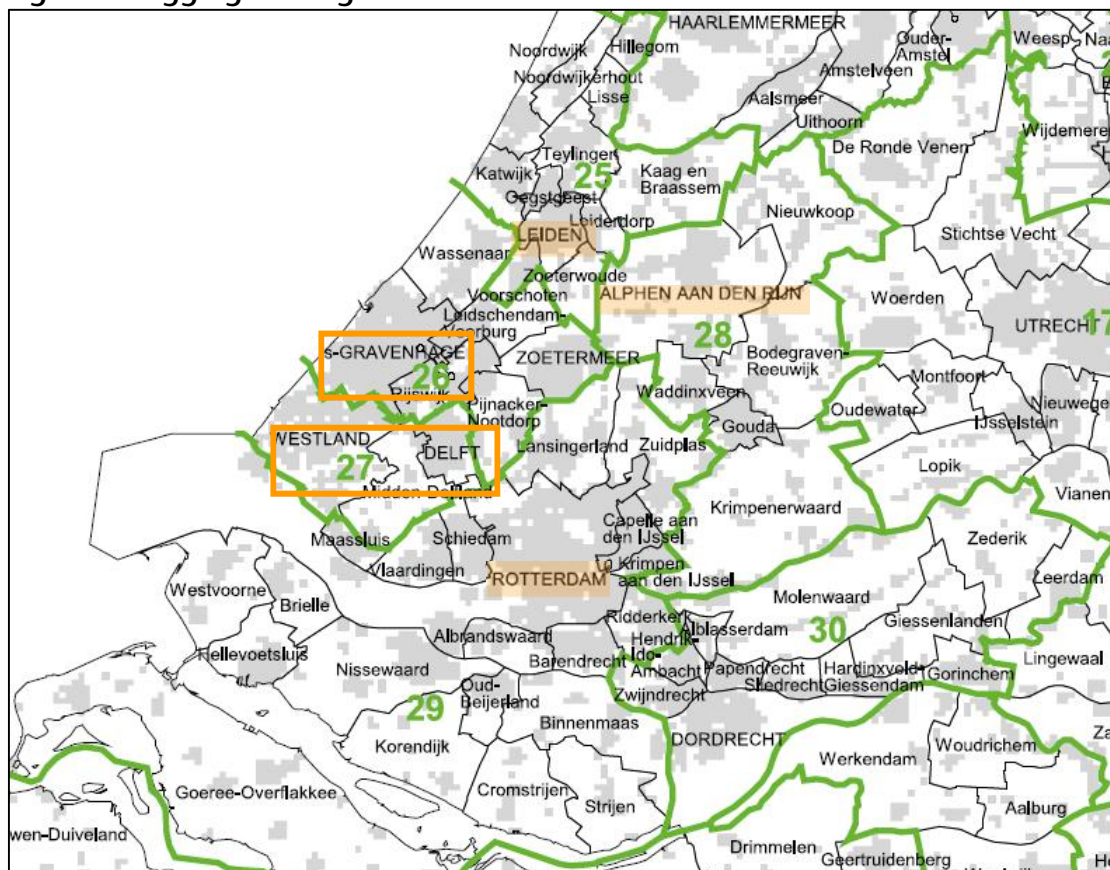 HAARLEMMERMEER
Hillegom
Ouder-
Amstel
Weesp
Noordwijk
Amstelveen
Noordwijkerhout
Lisse
Aalsmeer
Uithoorn
Wijdemere
De Ronde Venen
Teylingen
25
Kaag en
Braassem
Katwijk
Oegstgeest
Leiderdorp
Nieuwkoop
LEIDEN
Stichtse Vecht
Wassenaar
Zoeterwoude
Voorschoten
ALPHEN AAN DEN RIJN
Woerden
Leidschendam-
Voorburg
28
UTRECHT
17
s-GRAVENHAGE
26
ZOETERMEER
Bodegraven-
Reeuwijk
Rijswijk
Waddinxveen
Montfoort
Pijnacker-
Nootdorp
Oudewater
Nieuwege
Gouda
IJsselstein
WESTLAND
27
DELFT
Lansingerland
Zuidplas
Lopik
Midden-Delfland
Krimpenerwaard
Vianen
Maassluis
Schiedam
Capelle aan
den IJssel
Zederik
Vlaardingen
ROTTERDAM
Krimpen
aan den IJssel
Leerdam
Westvoorne
Brielle
Molenwaard
Ridderkerk
Giessenlanden
Albrandswaard
Hendrik-
Ido-
Ambacht
Alblasserdam
30
Hellevoetsluis
Nissewaard
Barendrecht
Papendrecht
Sliedrecht
Hardinxveld-
Giessendam
Gorinchem
Lingewaal
Oud-
Beijerland
Zwijndrecht
29
Korendijk
Binnenmaas
DORDRECHT
Woudrichem
Werkendam
Goeree-Overflakkee
Cromstrijen
Strijen
Aalburg
wen-Duiveland
Drimmelen
Geertruidenberg